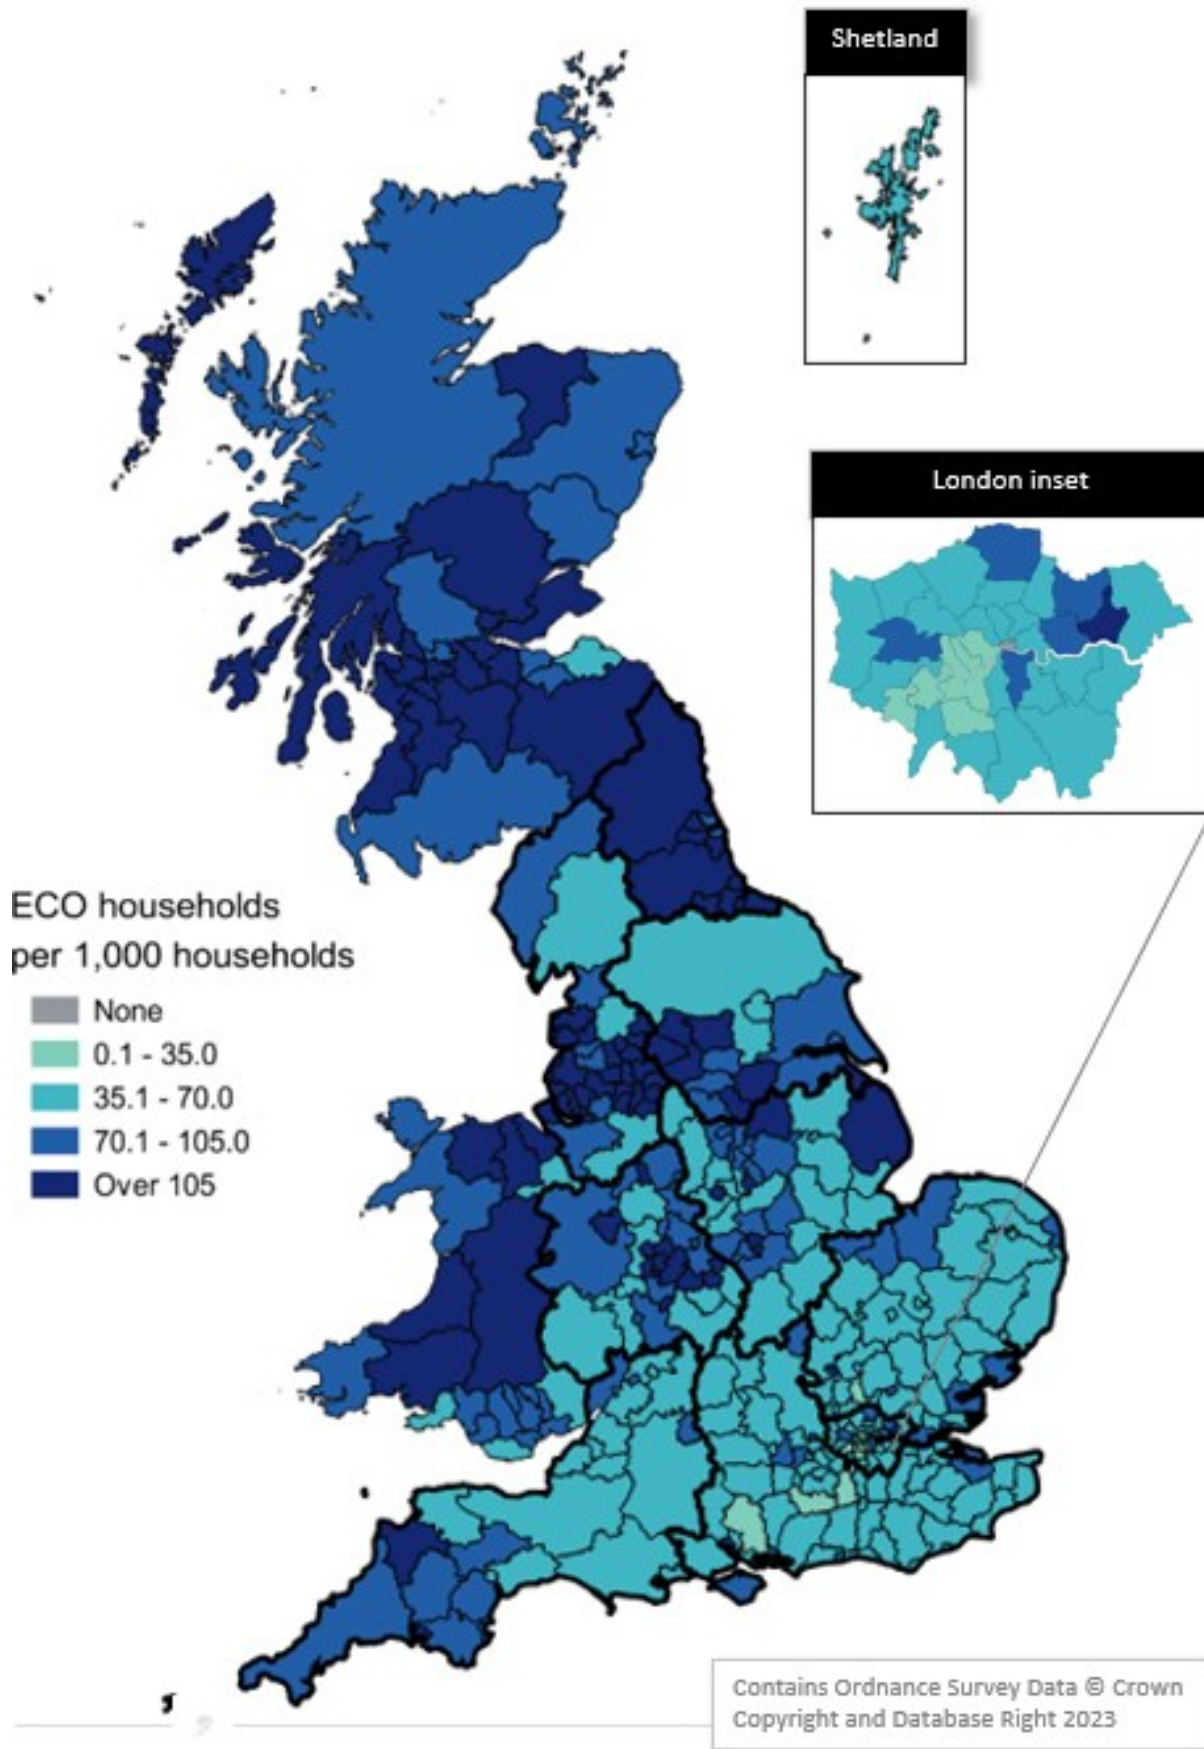 Shetland
London inset
ECO households
per 1,000 households
None
0.1 - 35.0
35.1 - 70.0
70.1 - 105.0
Over 105
Contains Ordnance Survey Data © Crown
Copyright and Database Right 2023